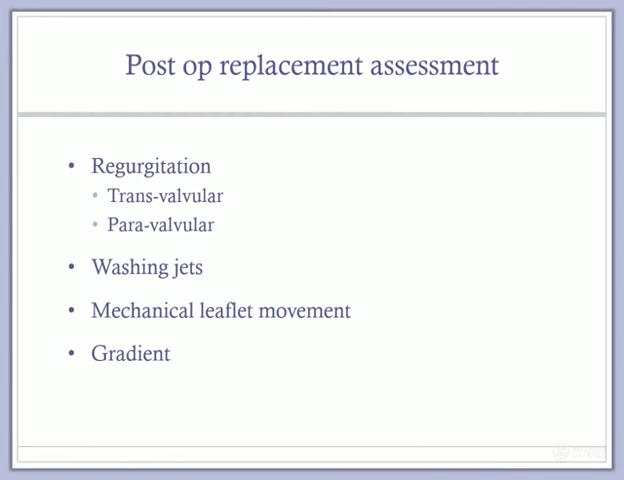 Post op replacement assessment
• Regurgitation
• Trans-valvular
• Para-valvular
• Washing jets
• Mechanical leaflet movement
• Gradient